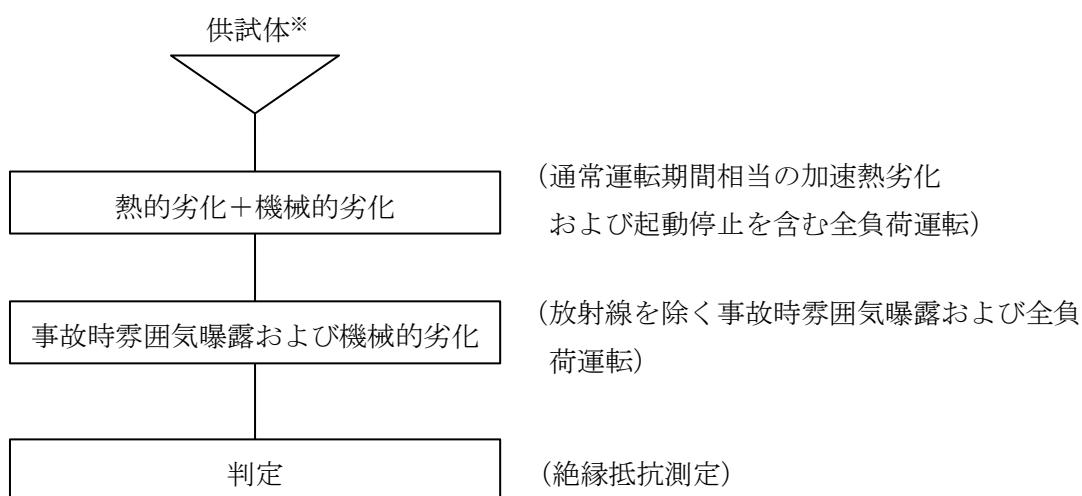 供試体※
熱的劣化＋機械的劣化
（通常運転期間相当の加速熱劣化
および起動停止を含む全負荷運転）
事故時雰囲気曝露および機械的劣化
（放射線を除く事故時雰囲気曝露および全負
荷運転）
判定
（絶縁抵抗測定）